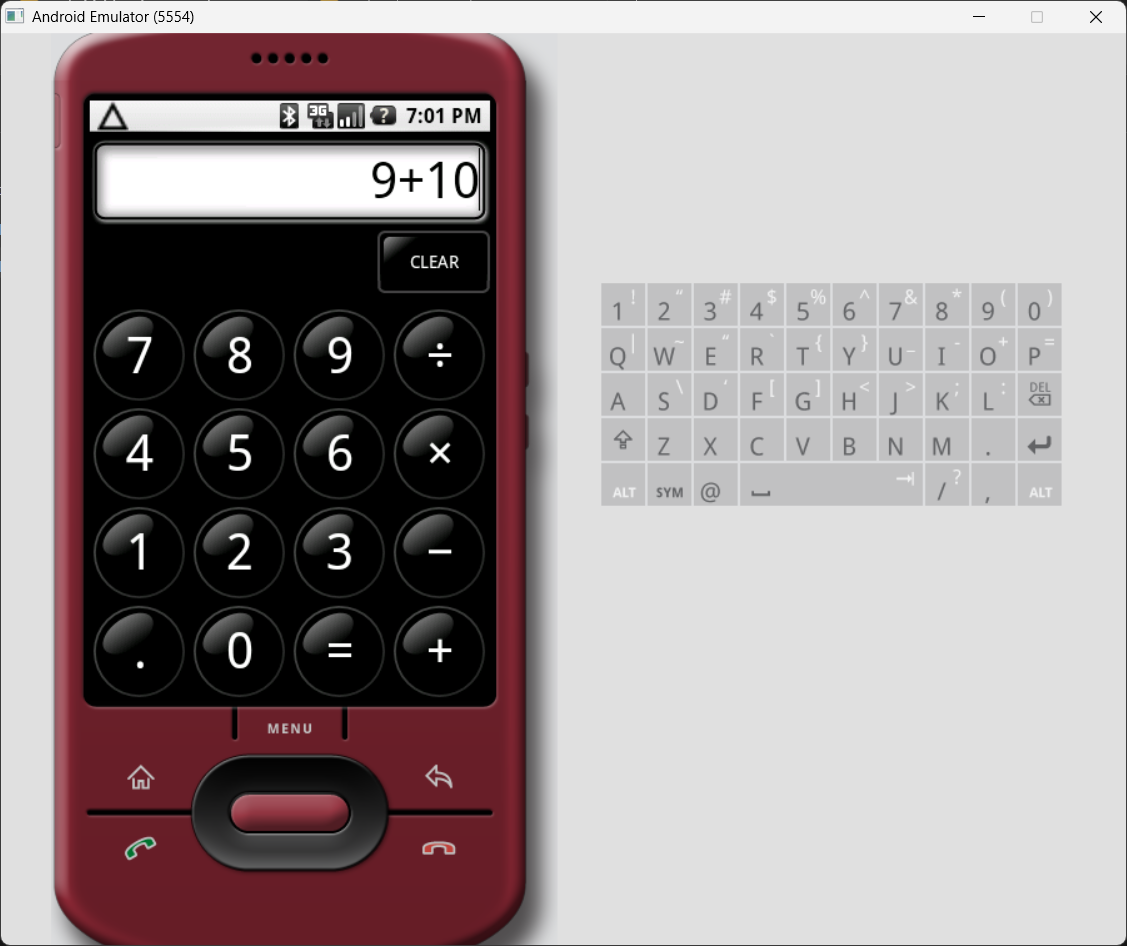 Android Emulator (5554)
3G ? 7:01 PM
9+10
CLEAR
7 8 9 ÷
4 5 6 ×
1 2 3 −
. 0 = +
MENU
1 ! 2 “ 3 # 4 $ 5 % 6 ^ 7 & 8 * 9 ( 0 )
Q | W ~ E “ R ` T { Y } U _ I - O + P =
A S \ D ‘ F [ G ] H < J > K ; L : DEL
Z X C V B N M .
ALT SYM @ / ? , ALT